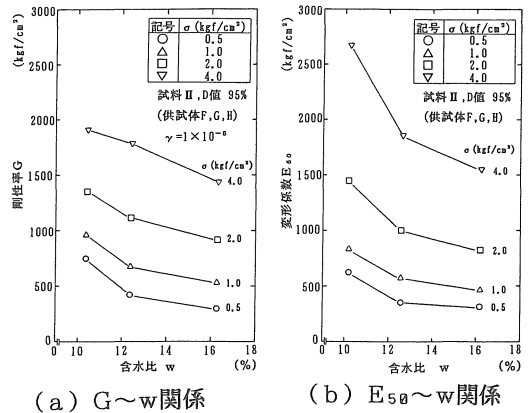 (kgf/cm²)
3000
2500
2000
1500
1000
500
0
剛性率G
記号 σ(kgf/cm²)
○ 0.5
△ 1.0
□ 2.0
▽ 4.0
試料Ⅱ,D値 95%
(供試体F,G,H)
γ=1×10⁻⁶
σ(kgf/cm²)
4.0
2.0
1.0
0.5
0 10 12 14 16 18
含水比 w (%)
(a) G~w関係
(kgf/cm²)
3000
2500
2000
1500
1000
500
0
変形係数E₅₀
記号 σ(kgf/cm²)
○ 0.5
△ 1.0
□ 2.0
▽ 4.0
試料Ⅱ,D値 95%
(供試体F,G,H)
σ(kgf/cm²)
4.0
2.0
1.0
0.5
0 10 12 14 16 18
含水比 w (%)
(b) E₅₀~w関係